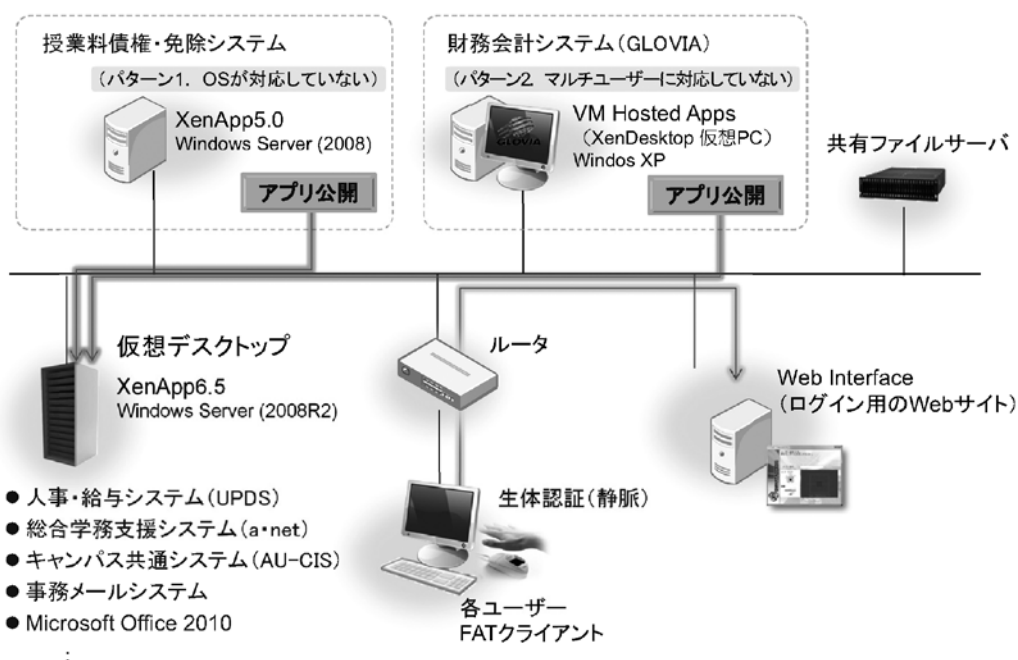 授業料債権・免除システム
(パターン1. OSが対応していない)
XenApp5.0
Windows Server (2008)
アプリ公開
財務会計システム(GLOVIA)
(パターン2. マルチユーザーに対応していない)
GLOVIA
VM Hosted Apps
(XenDesktop 仮想PC)
Windos XP
アプリ公開
共有ファイルサーバ
仮想デスクトップ
XenApp6.5
Windows Server (2008R2)
ルータ
Web Interface
(ログイン用のWebサイト)
● 人事・給与システム(UPDS)
● 総合学務支援システム(a・net)
● キャンパス共通システム(AU-CIS)
● 事務メールシステム
● Microsoft Office 2010
⋮
生体認証(静脈)
各ユーザー
FATクライアント